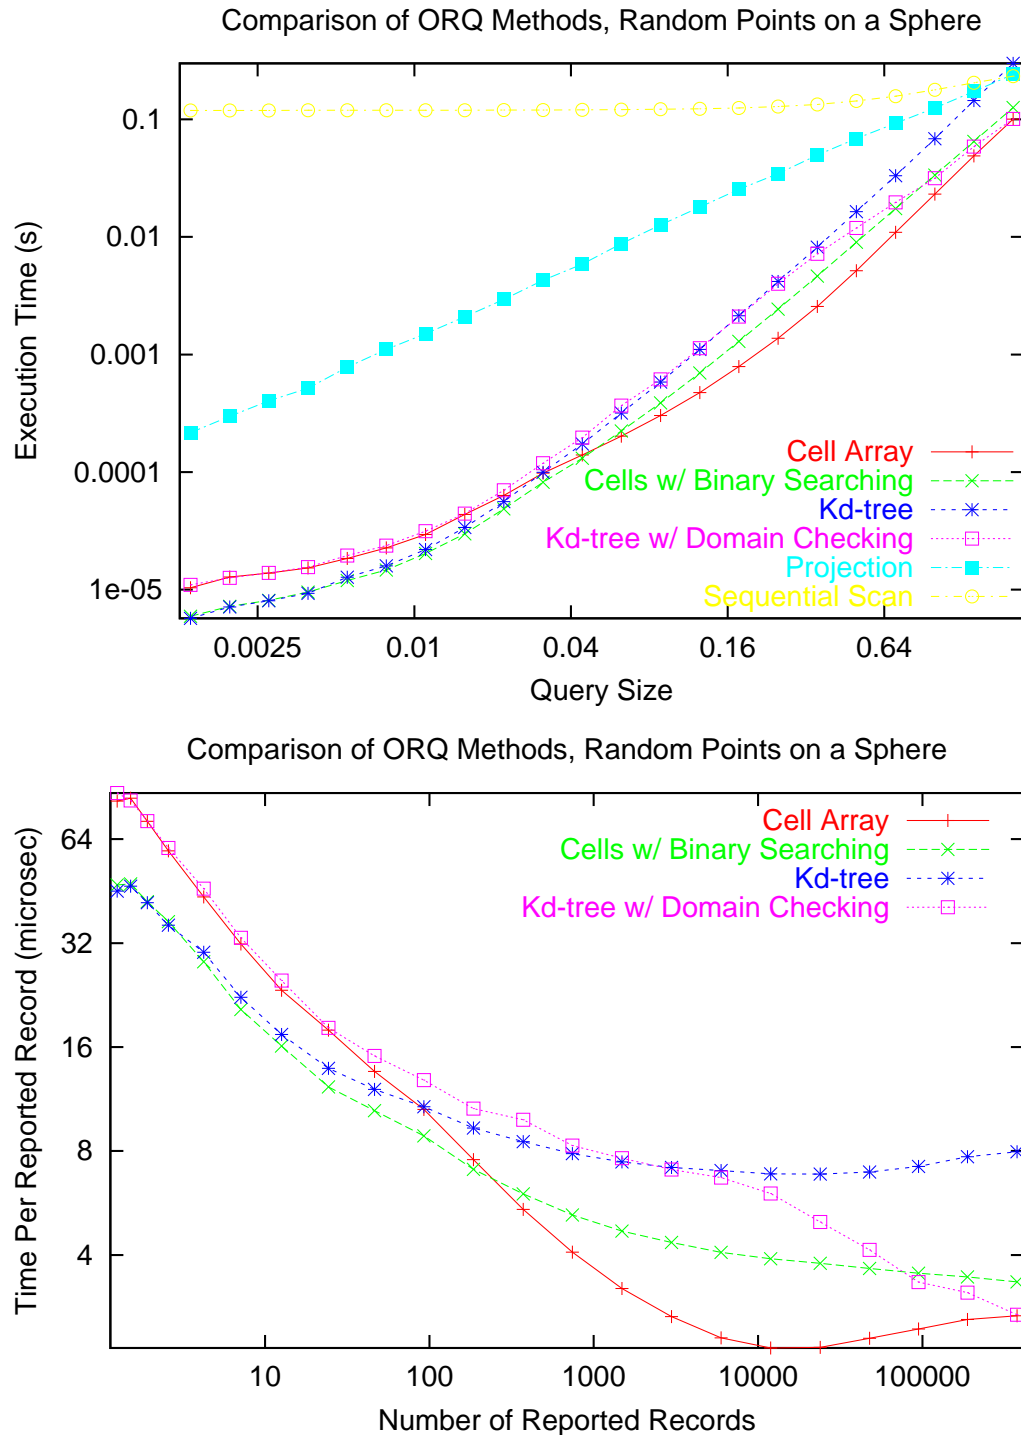 Comparison of ORQ Methods, Random Points on a Sphere
Execution Time (s)
0.1
0.01
0.001
0.0001
1e-05
Cell Array
Cells w/ Binary Searching
Kd-tree
Kd-tree w/ Domain Checking
Projection
Sequential Scan
0.0025 0.01 0.04 0.16 0.64
Query Size
Comparison of ORQ Methods, Random Points on a Sphere
Time Per Reported Record (microsec)
64
32
16
8
4
Cell Array
Cells w/ Binary Searching
Kd-tree
Kd-tree w/ Domain Checking
10 100 1000 10000 100000
Number of Reported Records